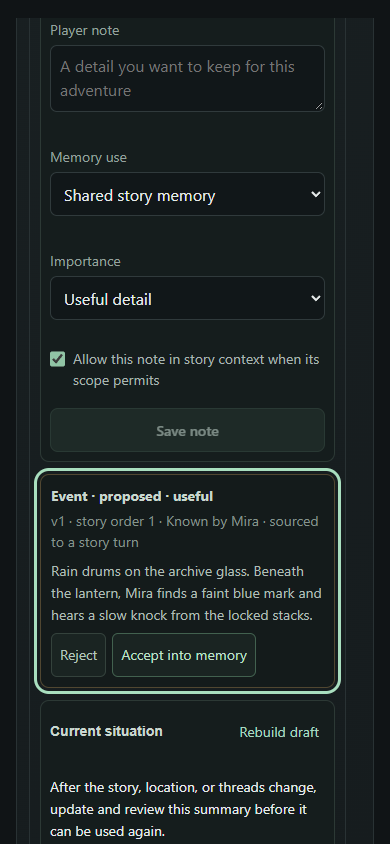 Player note
A detail you want to keep for this
adventure
Memory use
Shared story memory
Importance
Useful detail
Allow this note in story context when its
scope permits
Save note
Event · proposed · useful
v1 · story order 1 · Known by Mira · sourced
to a story turn
Rain drums on the archive glass. Beneath
the lantern, Mira finds a faint blue mark and
hears a slow knock from the locked stacks.
Reject
Accept into memory
Current situation
Rebuild draft
After the story, location, or threads change,
update and review this summary before it
can be used again.